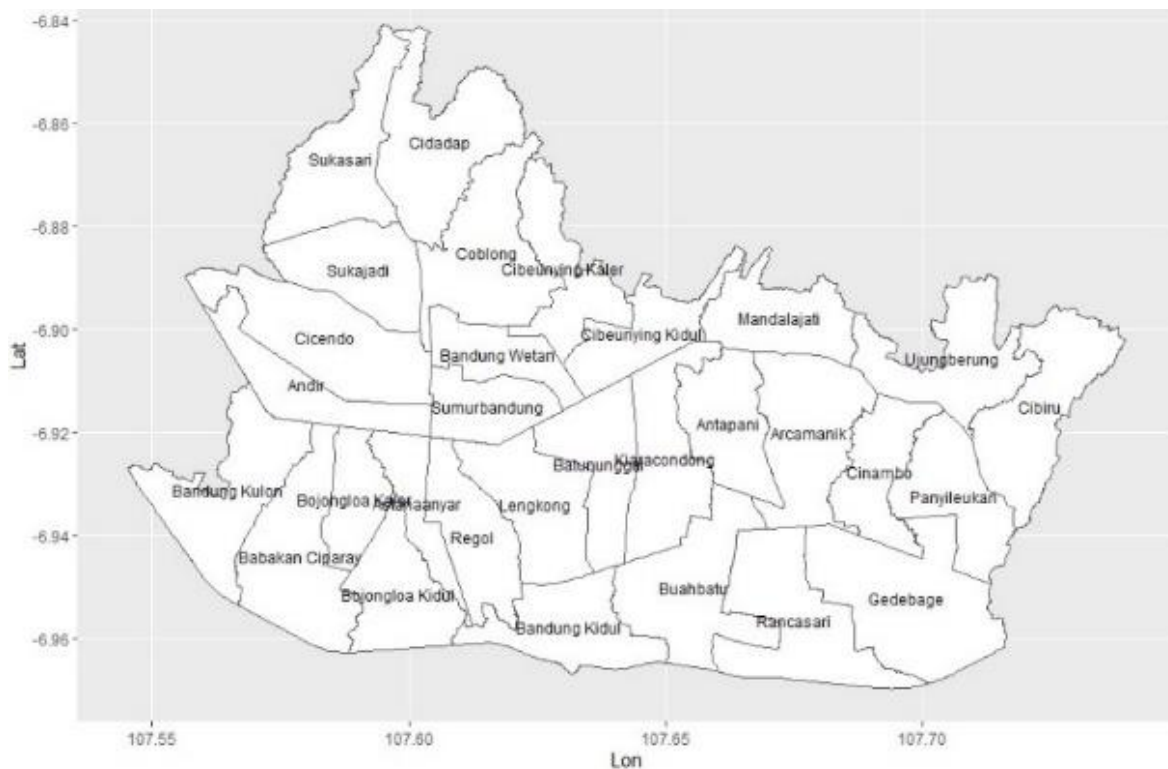 -6.84
Cidadap
-6.86
Sukasari
-6.88
Coblong
Sukajadi
Cibeunying Kaler
-6.90
Mandalajati
Cibeunying Kidul
Cicendo
Bandung Wetan
Ujungberung
Lat
Andir
Sumurbandung
Cibiru
-6.92
Antapani
Arcamanik
Batununggal
Kiaracondong
Cinambo
Bandung Kulon
Bojongloa Kaler
Astanaanyar
Lengkong
Panyileukan
-6.94
Regol
Babakan Ciparay
Bojongloa Kidul
Buahbatu
Gedebage
Bandung Kidul
Rancasari
-6.96
107.55
107.60
107.65
107.70
Lon